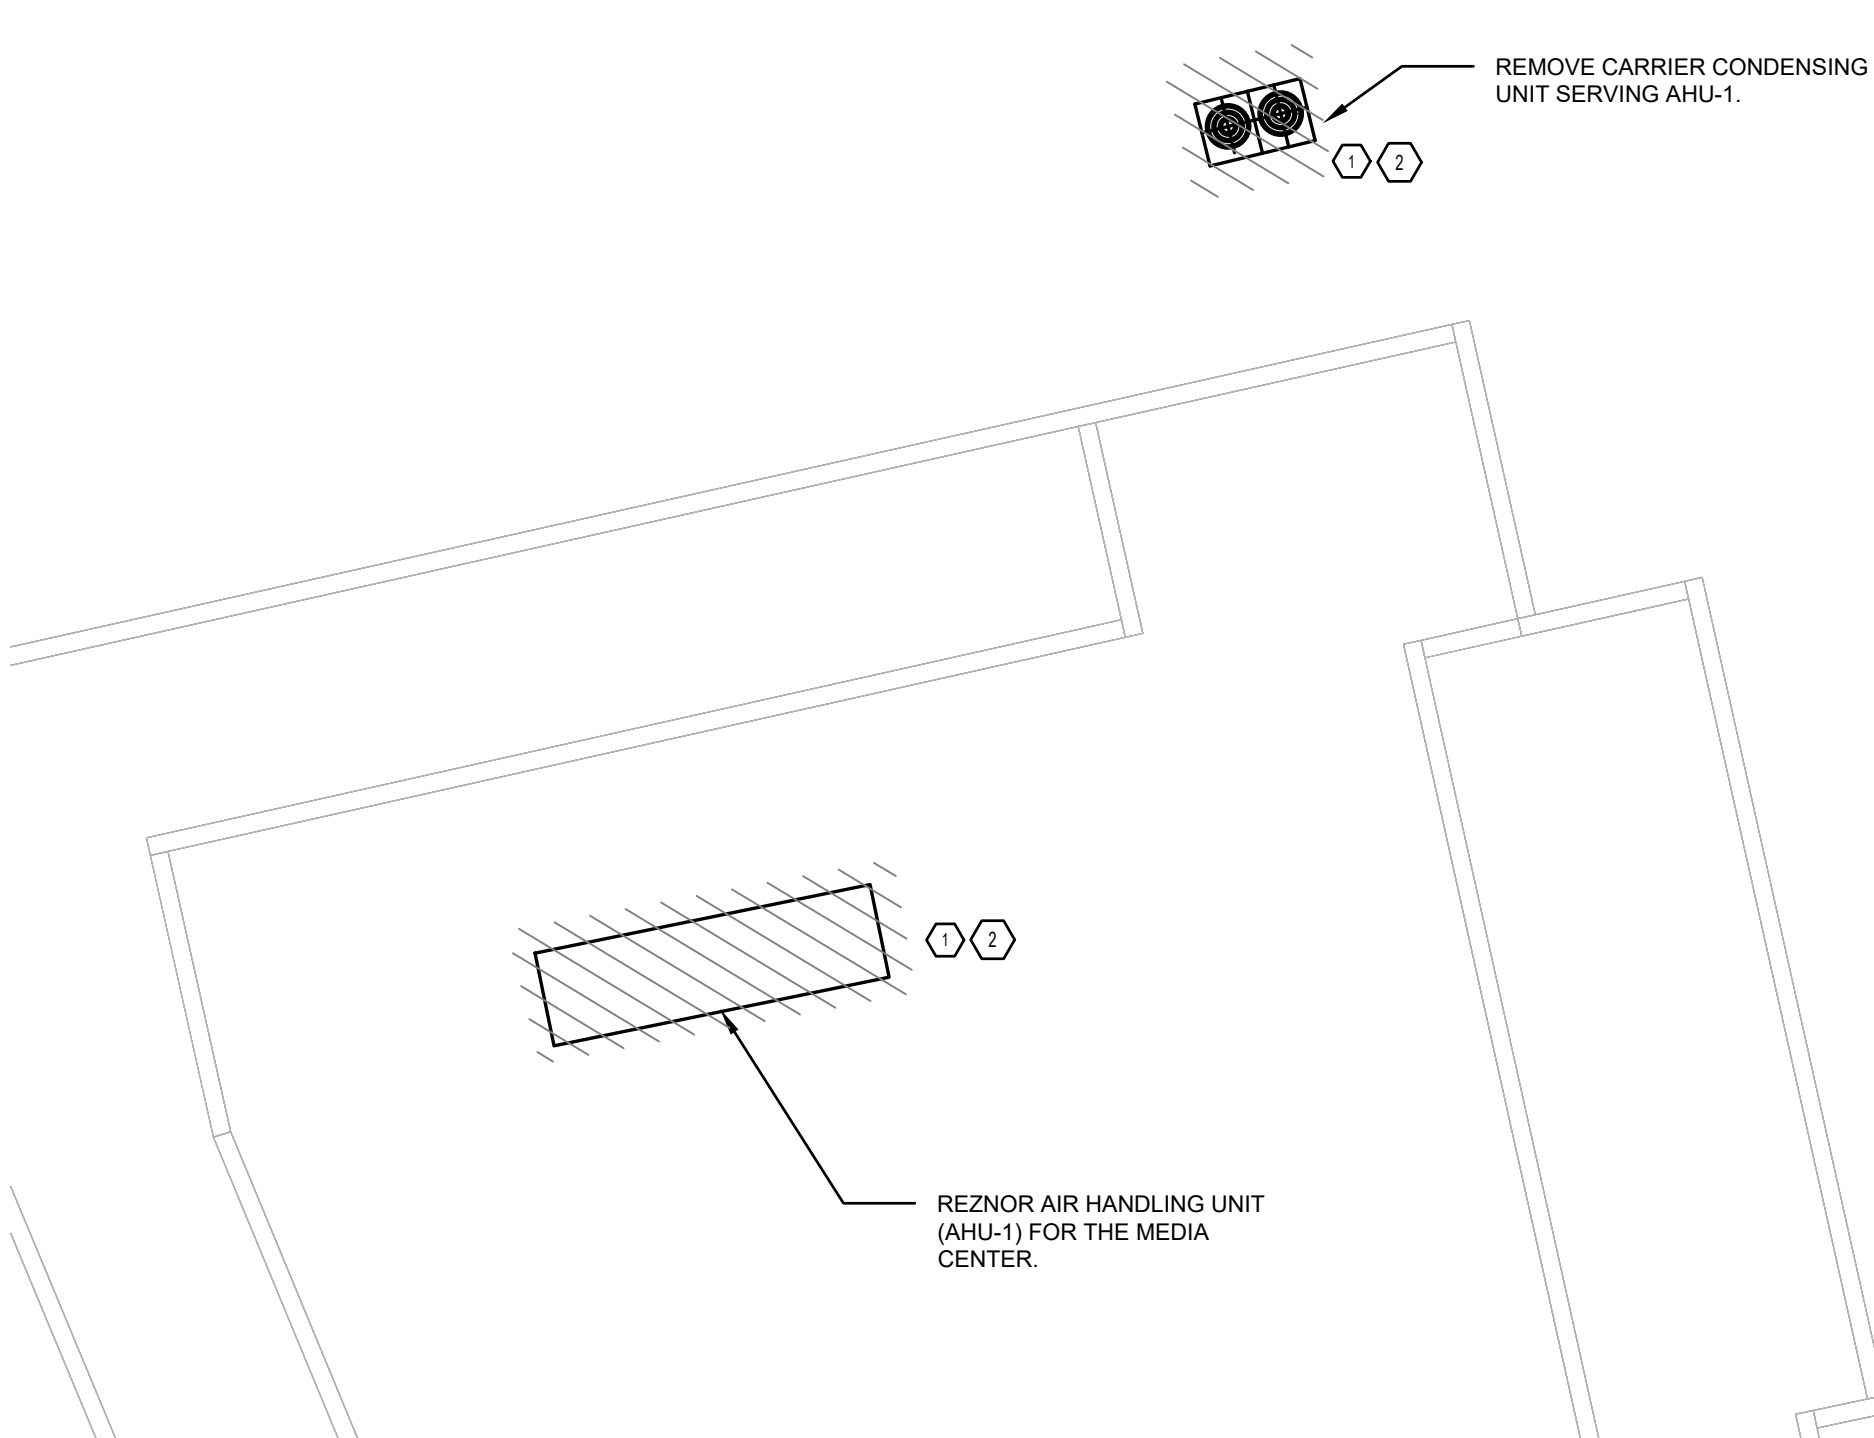 REMOVE CARRIER CONDENSING
UNIT SERVING AHU-1.
1 2
1 2
REZNOR AIR HANDLING UNIT
(AHU-1) FOR THE MEDIA
CENTER.